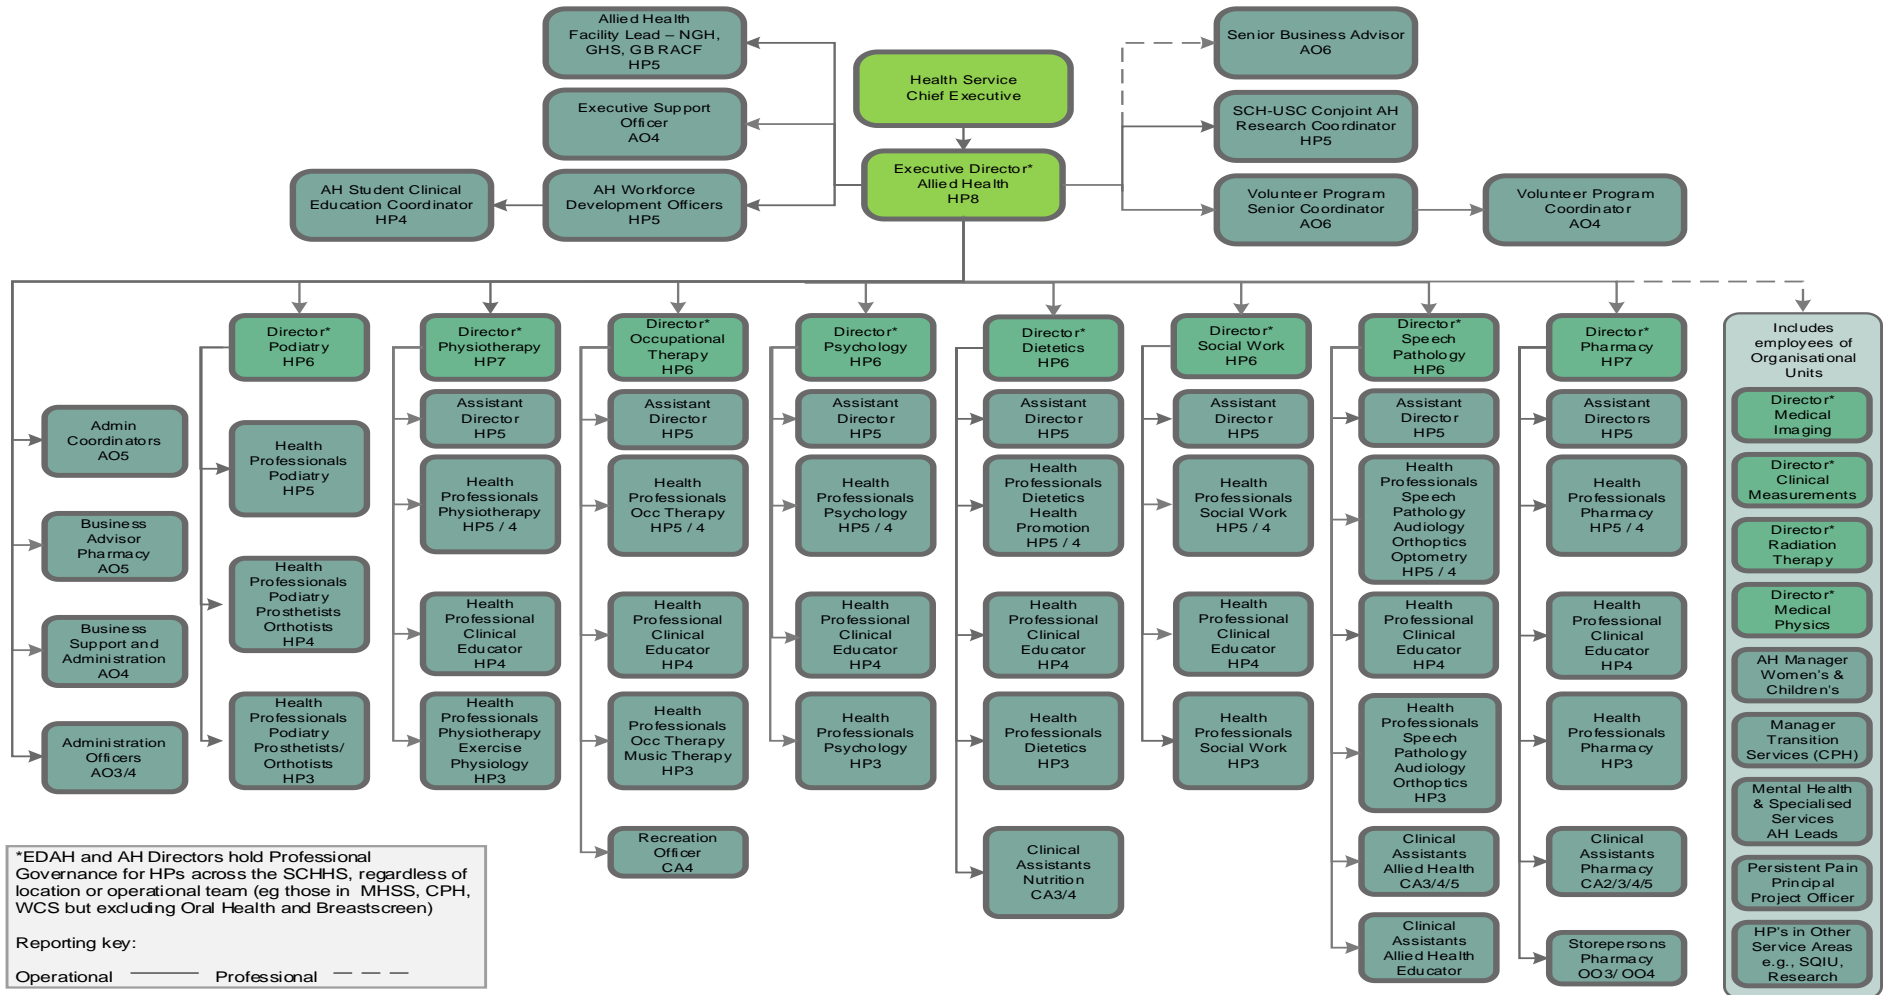 Allied Health
Facility Lead – NGH,
GHS, GB RACF
HP5
Senior Business Advisor
AO6
Health Service
Chief Executive
Executive Support
Officer
AO4
SCH-USC Conjoint AH
Research Coordinator
HP5
Executive Director*
Allied Health
HP8
AH Student Clinical
Education Coordinator
HP4
AH Workforce
Development Officers
HP5
Volunteer Program
Senior Coordinator
AO6
Volunteer Program
Coordinator
AO4
Admin
Coordinators
AO5
Business
Advisor
Pharmacy
AO5
Business
Support and
Administration
AO4
Administration
Officers
AO3/4
Director*
Podiatry
HP6
Health
Professionals
Podiatry
HP5
Health
Professionals
Podiatry
Prosthetists
Orthotists
HP4
Health
Professionals
Podiatry
Prosthetists/
Orthotists
HP3
Director*
Physiotherapy
HP7
Assistant
Director
HP5
Health
Professionals
Physiotherapy
HP5 / 4
Health
Professional
Clinical
Educator
HP4
Health
Professionals
Physiotherapy
Exercise
Physiology
HP3
Director*
Occupational
Therapy
HP6
Assistant
Director
HP5
Health
Professionals
Occ Therapy
HP5 / 4
Health
Professional
Clinical
Educator
HP4
Health
Professionals
Occ Therapy
Music Therapy
HP3
Recreation
Officer
CA4
Director*
Psychology
HP6
Assistant
Director
HP5
Health
Professionals
Psychology
HP5 / 4
Health
Professional
Clinical
Educator
HP4
Health
Professionals
Psychology
HP3
Director*
Dietetics
HP6
Assistant
Director
HP5
Health
Professionals
Dietetics
Health
Promotion
HP5 / 4
Health
Professional
Clinical
Educator
HP4
Health
Professionals
Dietetics
HP3
Clinical
Assistants
Nutrition
CA3/4
Director*
Social Work
HP6
Assistant
Director
HP5
Health
Professionals
Social Work
HP5 / 4
Health
Professional
Clinical
Educator
HP4
Health
Professionals
Social Work
HP3
Director*
Speech
Pathology
HP6
Assistant
Director
HP5
Health
Professionals
Speech
Pathology
Audiology
Orthoptics
Optometry
HP5 / 4
Health
Professional
Clinical
Educator
HP4
Health
Professionals
Speech
Pathology
Audiology
Orthoptics
HP3
Clinical
Assistants
Allied Health
CA3/4/5
Clinical
Assistants
Allied Health
Educator
Director*
Pharmacy
HP7
Assistant
Directors
HP5
Health
Professionals
Pharmacy
HP5 / 4
Health
Professional
Clinical
Educator
HP4
Health
Professionals
Pharmacy
HP3
Clinical
Assistants
Pharmacy
CA2/3/4/5
Storepersons
Pharmacy
OO3/ OO4
Includes
employees of
Organisational
Units
Director*
Medical
Imaging
Director*
Clinical
Measurements
Director*
Radiation
Therapy
Director*
Medical
Physics
AH Manager
Women's &
Children's
Manager
Transition
Services (CPH)
Mental Health
& Specialised
Services
AH Leads
Persistent Pain
Principal
Project Officer
HP's in Other
Service Areas
e.g., SQIU,
Research
*EDAH and AH Directors hold Professional
Governance for HPs across the SCHHS, regardless of
location or operational team (eg those in MHSS, CPH,
WCS but excluding Oral Health and Breastscreen)
Reporting key:
Operational Professional